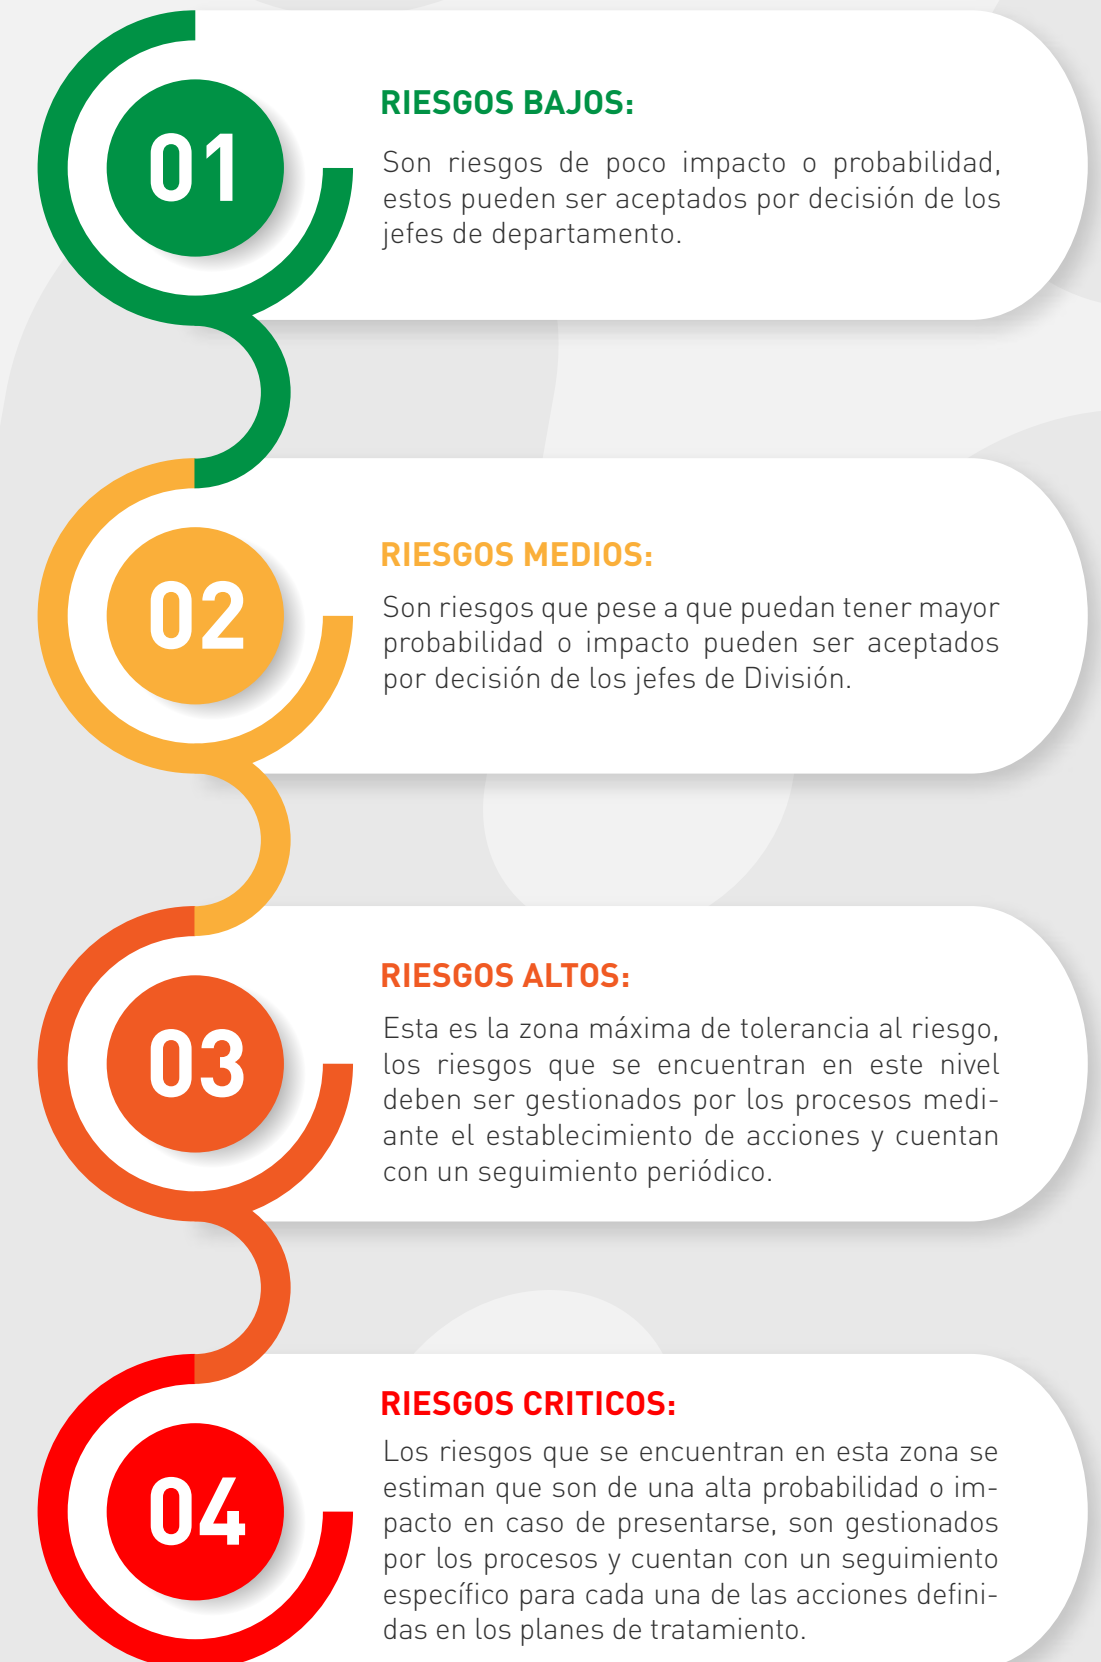 01
RIESGOS BAJOS:
Son riesgos de poco impacto o probabilidad,
estos pueden ser aceptados por decisión de los
jefes de departamento.
02
RIESGOS MEDIOS:
Son riesgos que pese a que puedan tener mayor
probabilidad o impacto pueden ser aceptados
por decisión de los jefes de División.
03
RIESGOS ALTOS:
Esta es la zona máxima de tolerancia al riesgo,
los riesgos que se encuentran en este nivel
deben ser gestionados por los procesos medi-
ante el establecimiento de acciones y cuentan
con un seguimiento periódico.
04
RIESGOS CRITICOS:
Los riesgos que se encuentran en esta zona se
estiman que son de una alta probabilidad o im-
pacto en caso de presentarse, son gestionados
por los procesos y cuentan con un seguimiento
específico para cada una de las acciones defini-
das en los planes de tratamiento.